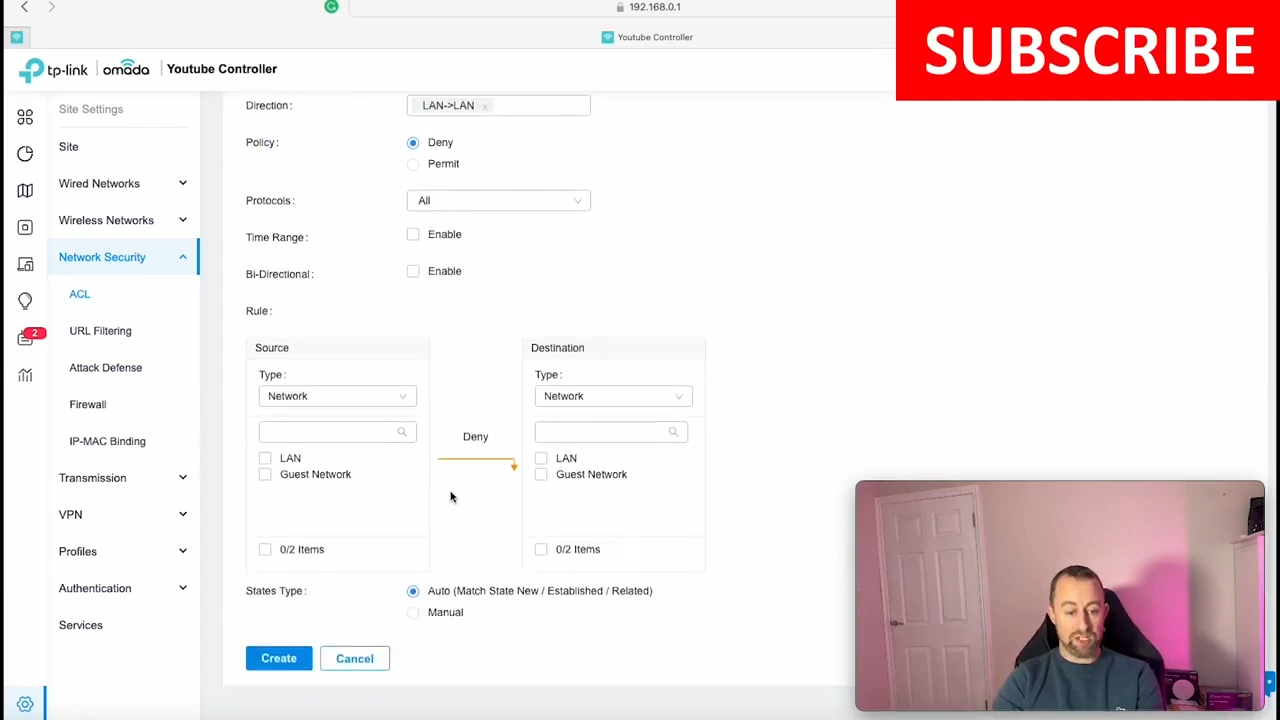 192.168.0.1
Youtube Controller
SUBSCRIBE
tp-link | omada | Youtube Controller
Site Settings
Site
Wired Networks
Wireless Networks
Network Security
ACL
URL Filtering
Attack Defense
Firewall
IP-MAC Binding
Transmission
VPN
Profiles
Authentication
Services
2
Direction: LAN->LAN x
Policy: Deny
Permit
Protocols: All
Time Range: Enable
Bi-Directional: Enable
Rule:
Source
Type:
Network
LAN
Guest Network
0/2 Items
Deny
Destination
Type:
Network
LAN
Guest Network
0/2 Items
States Type: Auto (Match State New / Established / Related)
Manual
Create Cancel